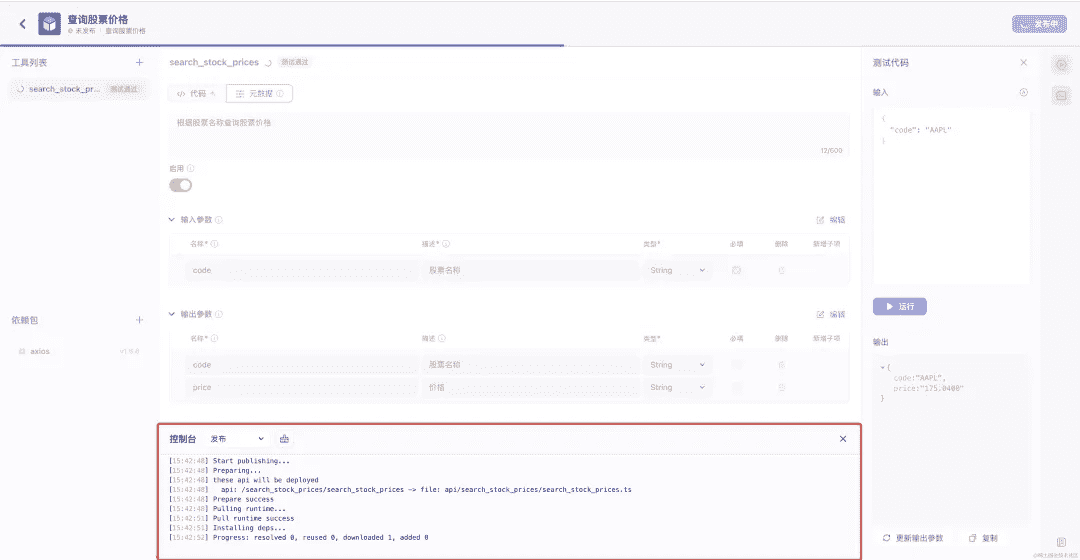 查询股票价格
未发布 · 查询股票价格
发布中
工具列表
search_stock_pr... 测试通过
依赖包
axios
search_stock_prices 测试通过
代码
元数据
根据股票名称查询股票价格
12/600
启用
输入参数
编辑
名称* 描述* 类型* 必填 删除 新增子项
code 股票名称 String
输出参数
编辑
名称* 描述 类型* 必填 删除 新增子项
code 股票名称 String
price 价格 String
控制台 发布
[15:42:48] Start publishing...
[15:42:48] Preparing...
[15:42:48] these api will be deployed
[15:42:48] api: /search_stock_prices/search_stock_prices -> file: api/search_stock_prices/search_stock_prices.ts
[15:42:48] Prepare success
[15:42:48] Pulling runtime...
[15:42:51] Pull runtime success
[15:42:51] Installing deps...
[15:42:52] Progress: resolved 0, reused 0, downloaded 1, added 0
测试代码
输入
{
"code": "AAPL"
}
运行
输出
{
code:"AAPL",
price:"175.0400"
}
更新输出参数
复制